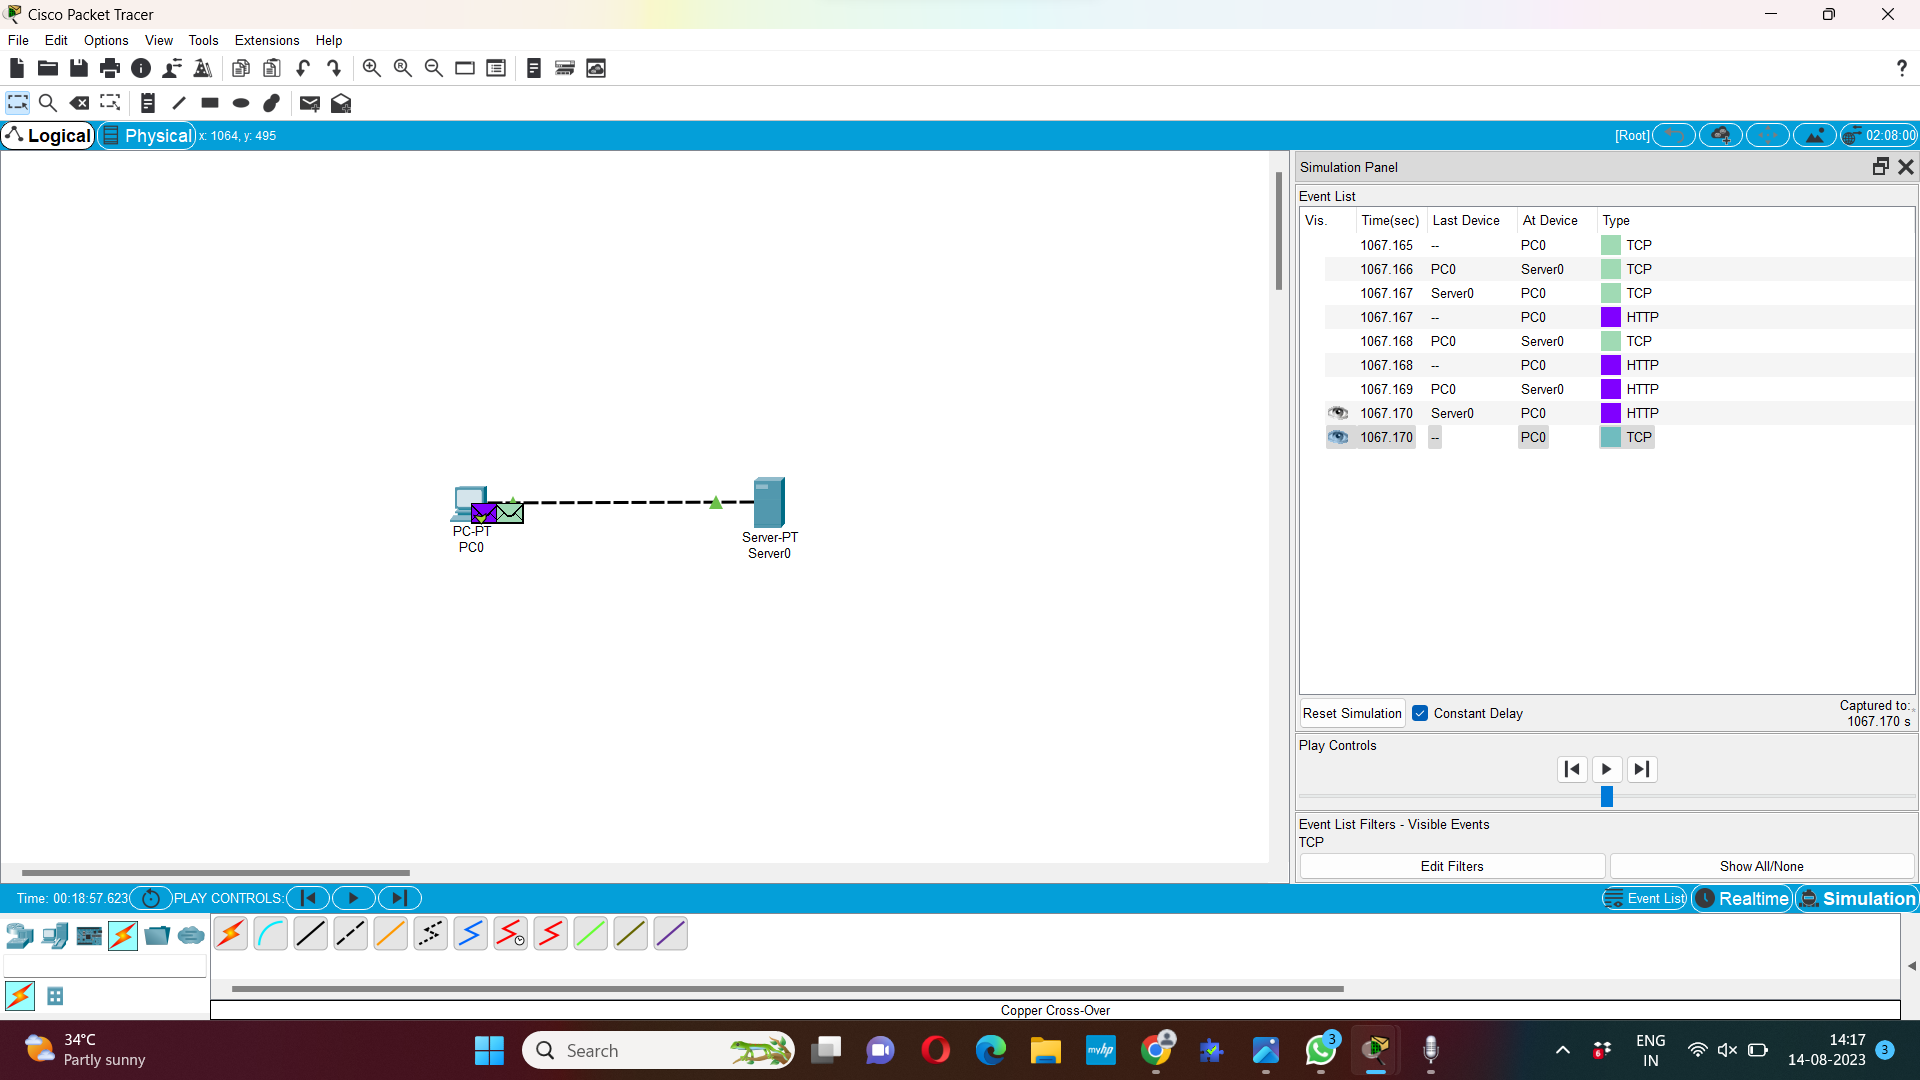 Cisco Packet Tracer
File Edit Options View Tools Extensions Help
Logical Physical x: 1064, y: 495 [Root] 02:08:00
Simulation Panel
Event List
Vis. Time(sec) Last Device At Device Type
1067.165 -- PC0 TCP
1067.166 PC0 Server0 TCP
1067.167 Server0 PC0 TCP
1067.167 -- PC0 HTTP
1067.168 PC0 Server0 TCP
1067.168 -- PC0 HTTP
1067.169 PC0 Server0 HTTP
1067.170 Server0 PC0 HTTP
1067.170 -- PC0 TCP
PC-PT
PC0
Server-PT
Server0
Reset Simulation Constant Delay
Captured to:
1067.170 s
Play Controls
Event List Filters - Visible Events
TCP
Edit Filters Show All/None
Time: 00:18:57.623 PLAY CONTROLS: Event List Realtime Simulation
Copper Cross-Over
34°C
Partly sunny
Search
myhp
3
ENG
IN
14:17
14-08-2023
3